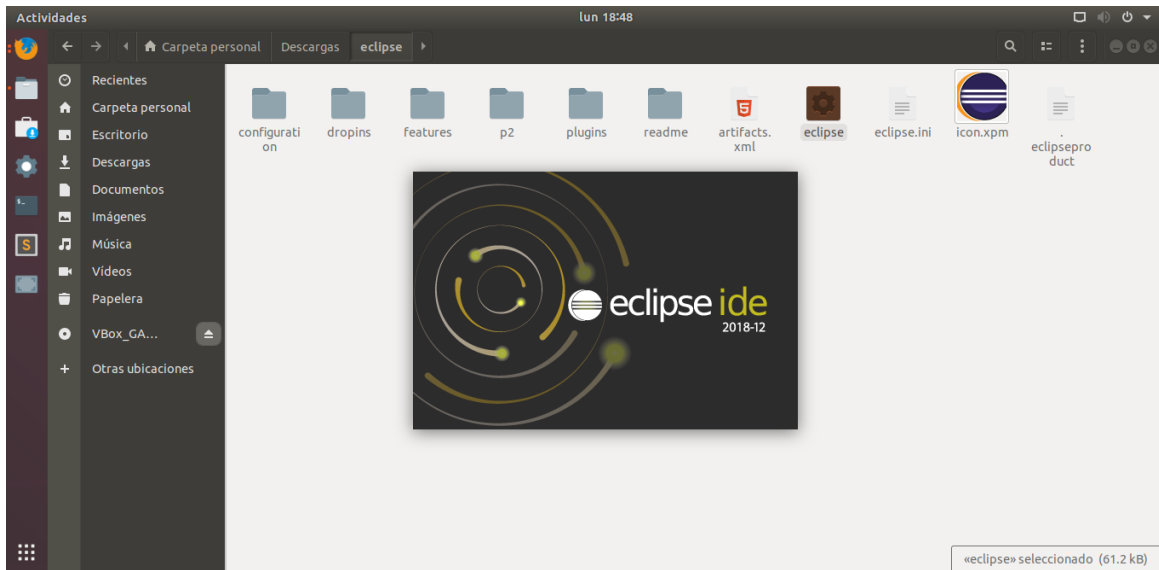 Actividades
lun 18:48
Carpeta personal
Descargas
eclipse
Recientes
Carpeta personal
Escritorio
Descargas
Documentos
Imágenes
Música
Vídeos
Papelera
VBox_GA...
Otras ubicaciones
configurati
on
dropins
features
p2
plugins
readme
artifacts.
xml
eclipse
eclipse.ini
icon.xpm
.
eclipsepro
duct
eclipse ide
2018-12
«eclipse» seleccionado (61.2 kB)